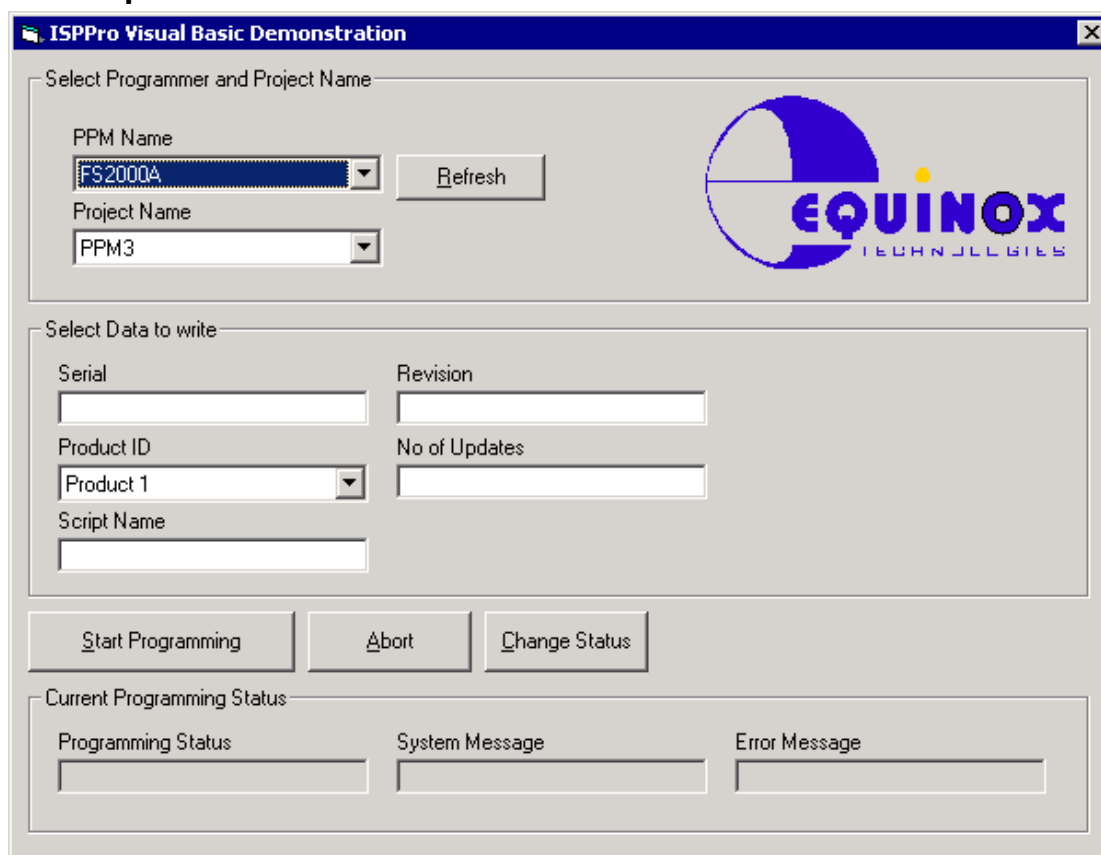 ISPPro Visual Basic Demonstration
Select Programmer and Project Name
PPM Name
FS2000A
Refresh
Project Name
PPM3
EQUINOX
TECHNOLOGIES
Select Data to write
Serial
Revision
Product ID
No of Updates
Product 1
Script Name
Start Programming
Abort
Change Status
Current Programming Status
Programming Status
System Message
Error Message